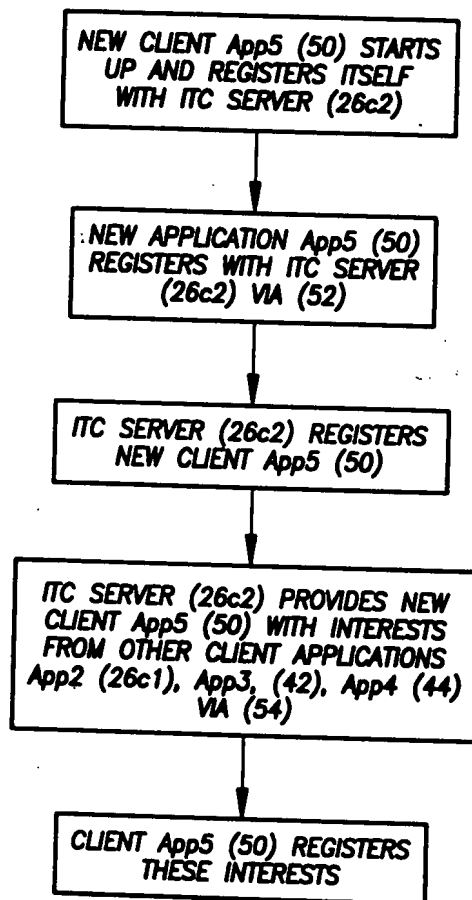 NEW CLIENT App5 (50) STARTS
UP AND REGISTERS ITSELF
WITH ITC SERVER (26c2)
NEW APPLICATION App5 (50)
REGISTERS WITH ITC SERVER
(26c2) VIA (52)
ITC SERVER (26c2) REGISTERS
NEW CLIENT App5 (50)
ITC SERVER (26c2) PROVIDES NEW
CLIENT App5 (50) WITH INTERESTS
FROM OTHER CLIENT APPLICATIONS
App2 (26c1), App3, (42), App4 (44)
VIA (54)
CLIENT App5 (50) REGISTERS
THESE INTERESTS